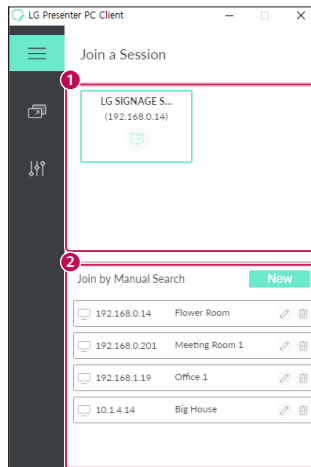 LG Presenter PC Client
Join a Session
1
LG SIGNAGE S...
(192.168.0.14)
2
Join by Manual Search
New
192.168.0.14 Flower Room
192.168.0.201 Meeting Room 1
192.168.1.19 Office 1
10.1.4.14 Big House